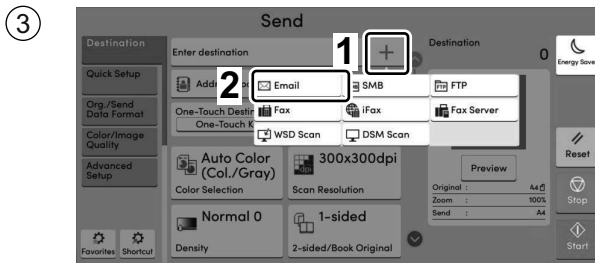 3
Send
Destination
Quick Setup
Org./Send
Data Format
Color/Image
Quality
Advanced
Setup
Favorites
Shortcut
Enter destination
1
+
2
Email
SMB
FTP
FTP
Fax
iFax
Fax Server
WSD Scan
DSM Scan
One-Touch
Auto Color
(Col./Gray)
Color Selection
dpi
300x300dpi
Scan Resolution
Normal 0
Density
1-sided
2-sided/Book Original
Destination
0
Preview
Original : A4
Zoom : 100%
Send : A4
Energy Save
Reset
Stop
Start